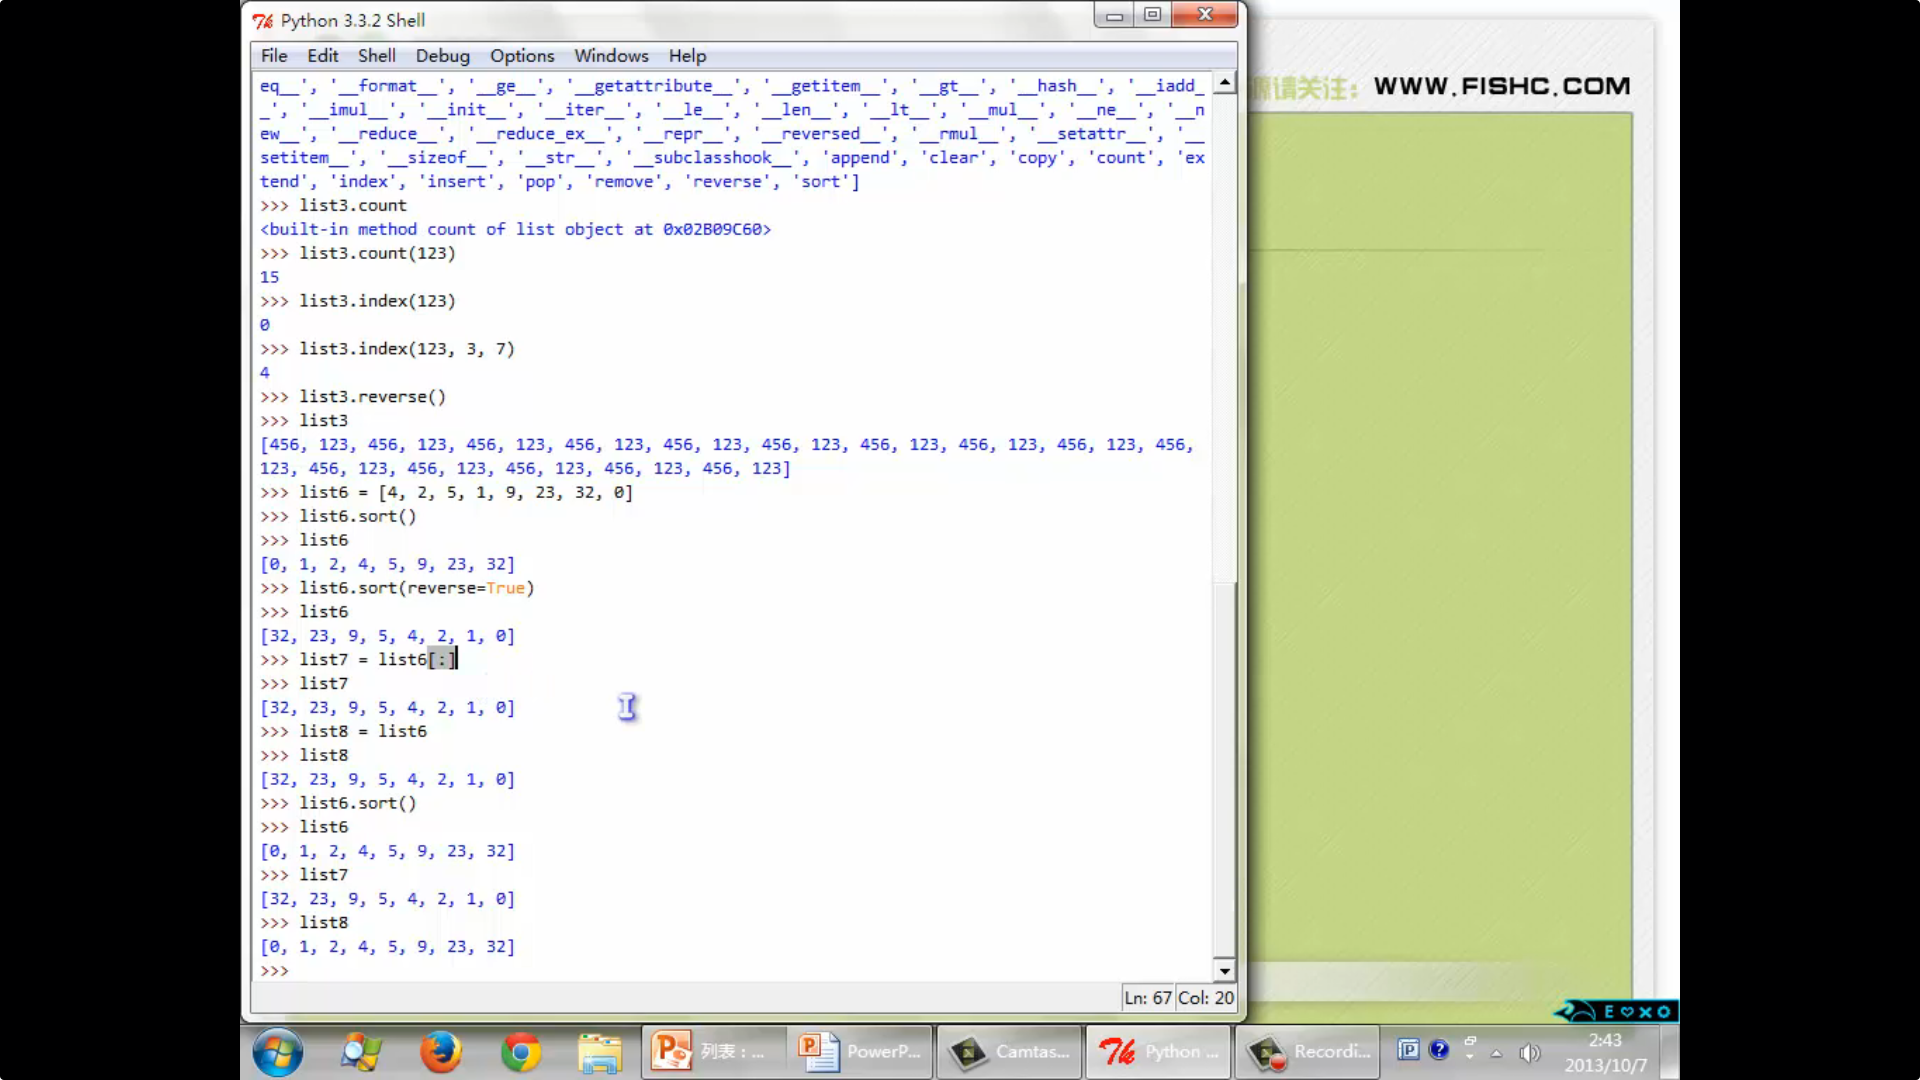 Python 3.3.2 Shell
File Edit Shell Debug Options Windows Help
eq__', '__format__', '__ge__', '__getattribute__', '__getitem__', '__gt__', '__hash__', '__iadd_
_', '__imul__', '__init__', '__iter__', '__le__', '__len__', '__lt__', '__mul__', '__ne__', '__n
ew__', '__reduce__', '__reduce_ex__', '__repr__', '__reversed__', '__rmul__', '__setattr__', '__
setitem__', '__sizeof__', '__str__', '__subclasshook__', 'append', 'clear', 'copy', 'count', 'ex
tend', 'index', 'insert', 'pop', 'remove', 'reverse', 'sort']
>>> list3.count
<built-in method count of list object at 0x02B09C60>
>>> list3.count(123)
15
>>> list3.index(123)
0
>>> list3.index(123, 3, 7)
4
>>> list3.reverse()
>>> list3
[456, 123, 456, 123, 456, 123, 456, 123, 456, 123, 456, 123, 456, 123, 456, 123, 456, 123, 456,
123, 456, 123, 456, 123, 456, 123, 456, 123, 456, 123]
>>> list6 = [4, 2, 5, 1, 9, 23, 32, 0]
>>> list6.sort()
>>> list6
[0, 1, 2, 4, 5, 9, 23, 32]
>>> list6.sort(reverse=True)
>>> list6
[32, 23, 9, 5, 4, 2, 1, 0]
>>> list7 = list6[:]
>>> list7
[32, 23, 9, 5, 4, 2, 1, 0]
>>> list8 = list6
>>> list8
[32, 23, 9, 5, 4, 2, 1, 0]
>>> list6.sort()
>>> list6
[0, 1, 2, 4, 5, 9, 23, 32]
>>> list7
[32, 23, 9, 5, 4, 2, 1, 0]
>>> list8
[0, 1, 2, 4, 5, 9, 23, 32]
>>>
Ln: 67 Col: 20
源请关注： WWW.FISHC.COM
列表：... PowerP... Camtas... Python ... Recordi...
2:43
2013/10/7